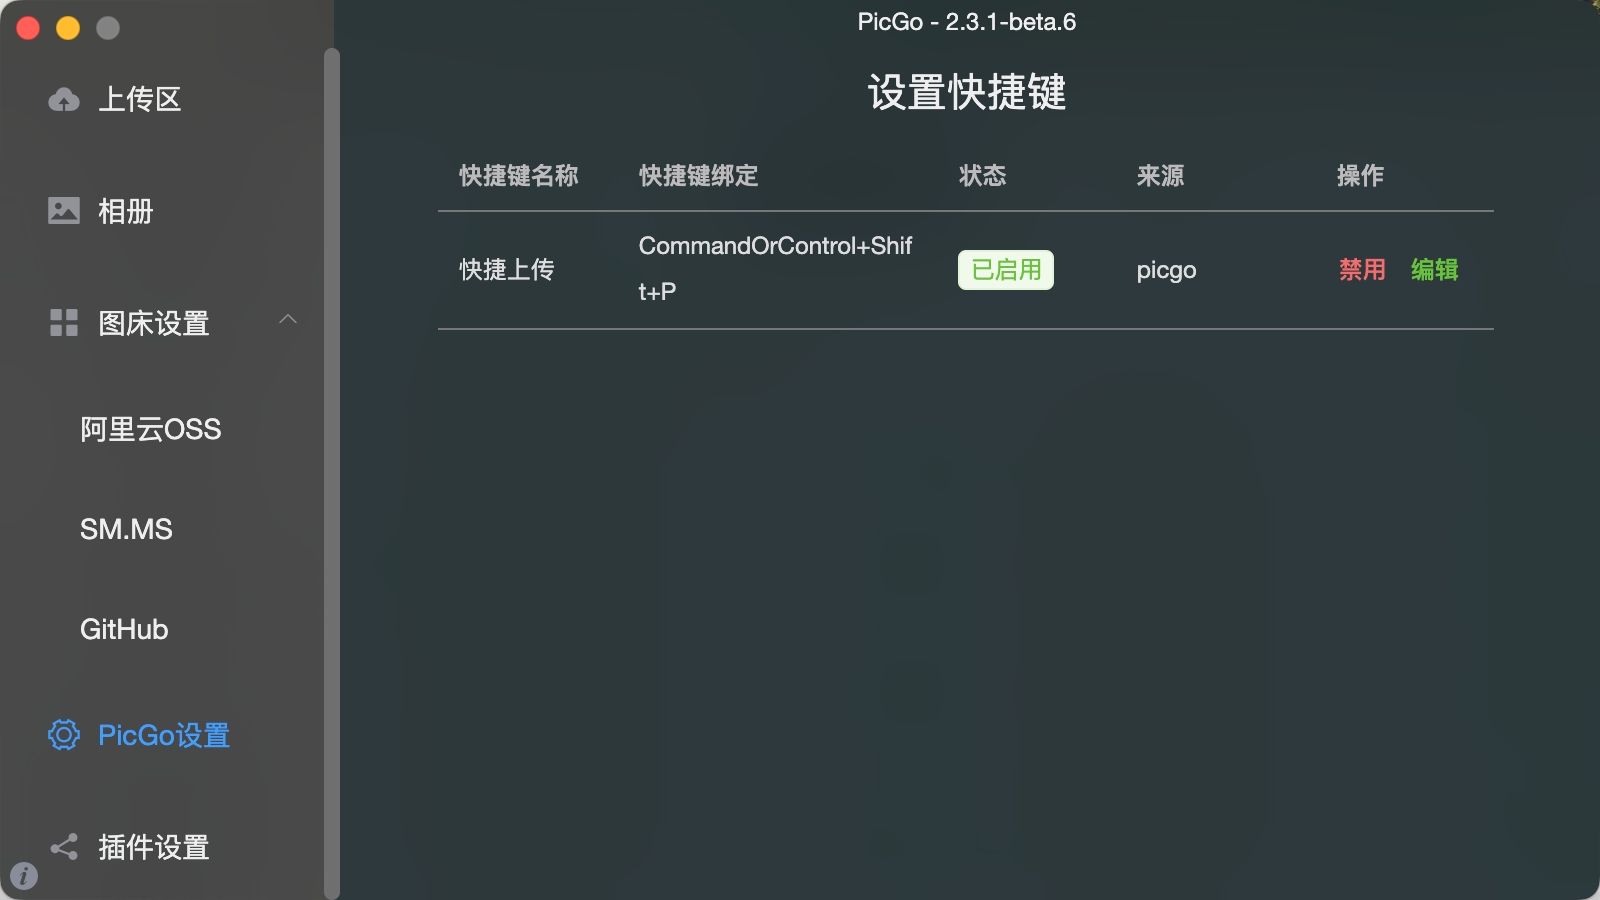 PicGo - 2.3.1-beta.6
上传区
相册
图床设置
阿里云OSS
SM.MS
GitHub
PicGo设置
插件设置
i
设置快捷键
快捷键名称 快捷键绑定 状态 来源 操作
快捷上传 CommandOrControl+Shif
t+P 已启用 picgo 禁用 编辑